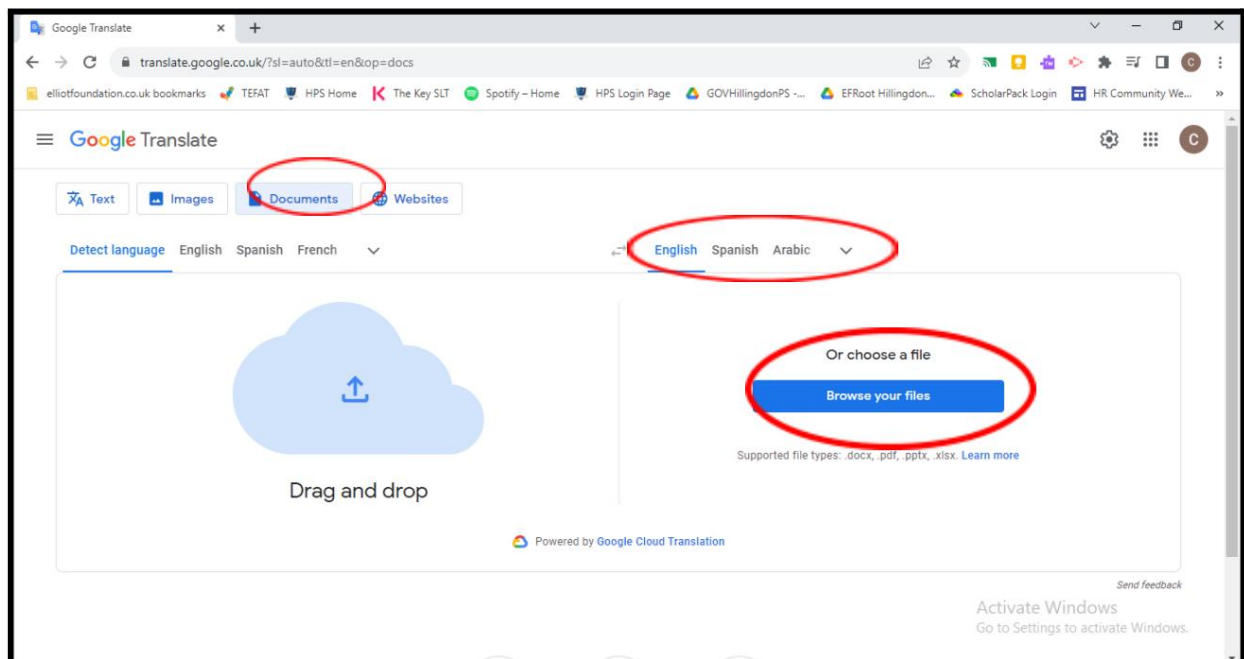 Google Translate
translate.google.co.uk/?sl=auto&tl=en&op=docs
elliotfoundation.co.uk bookmarks TEFAT HPS Home The Key SLT Spotify – Home HPS Login Page GOVHillingdonPS -... EFRoot Hillingdon... ScholarPack Login HR Community We... »
Google Translate C
Text Images Documents Websites
Detect language English Spanish French English Spanish Arabic
Or choose a file
Browse your files
Supported file types: .docx, .pdf, .pptx, .xlsx. Learn more
Drag and drop
Powered by Google Cloud Translation
Send feedback
Activate Windows
Go to Settings to activate Windows.